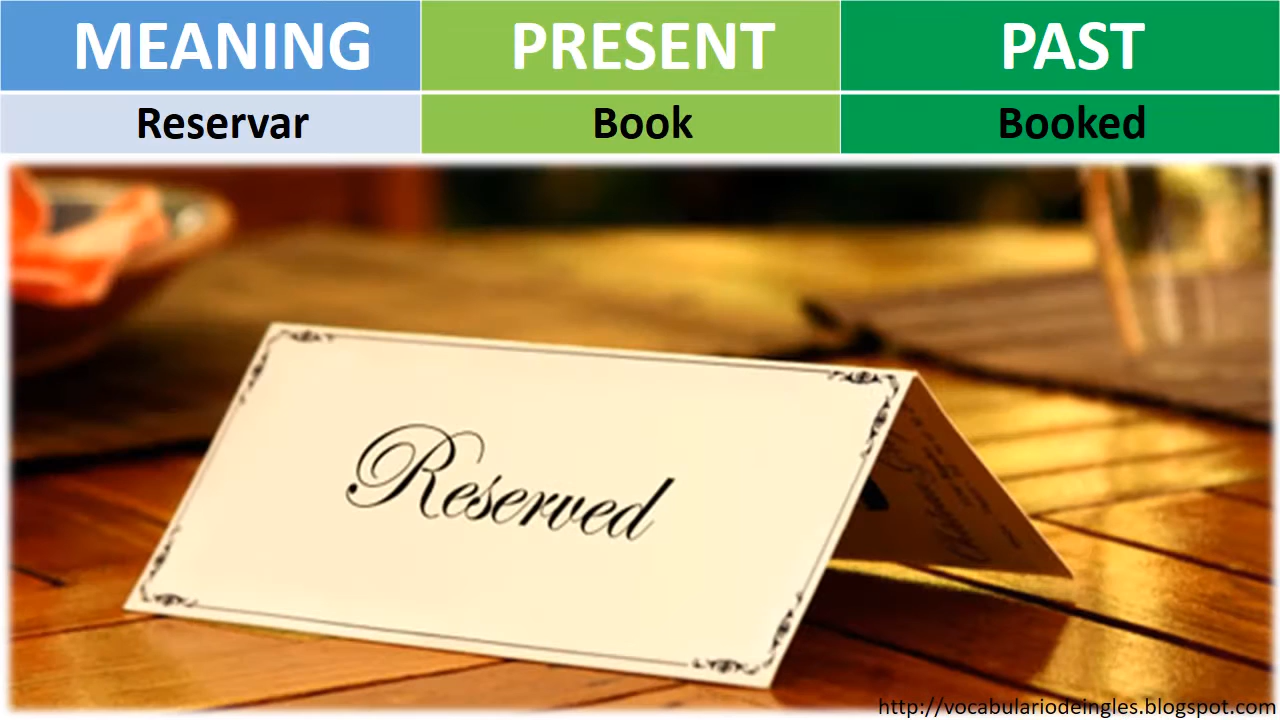 MEANING PRESENT PAST
Reservar Book Booked
Reserved
http://vocabulariodeingles.blogspot.com